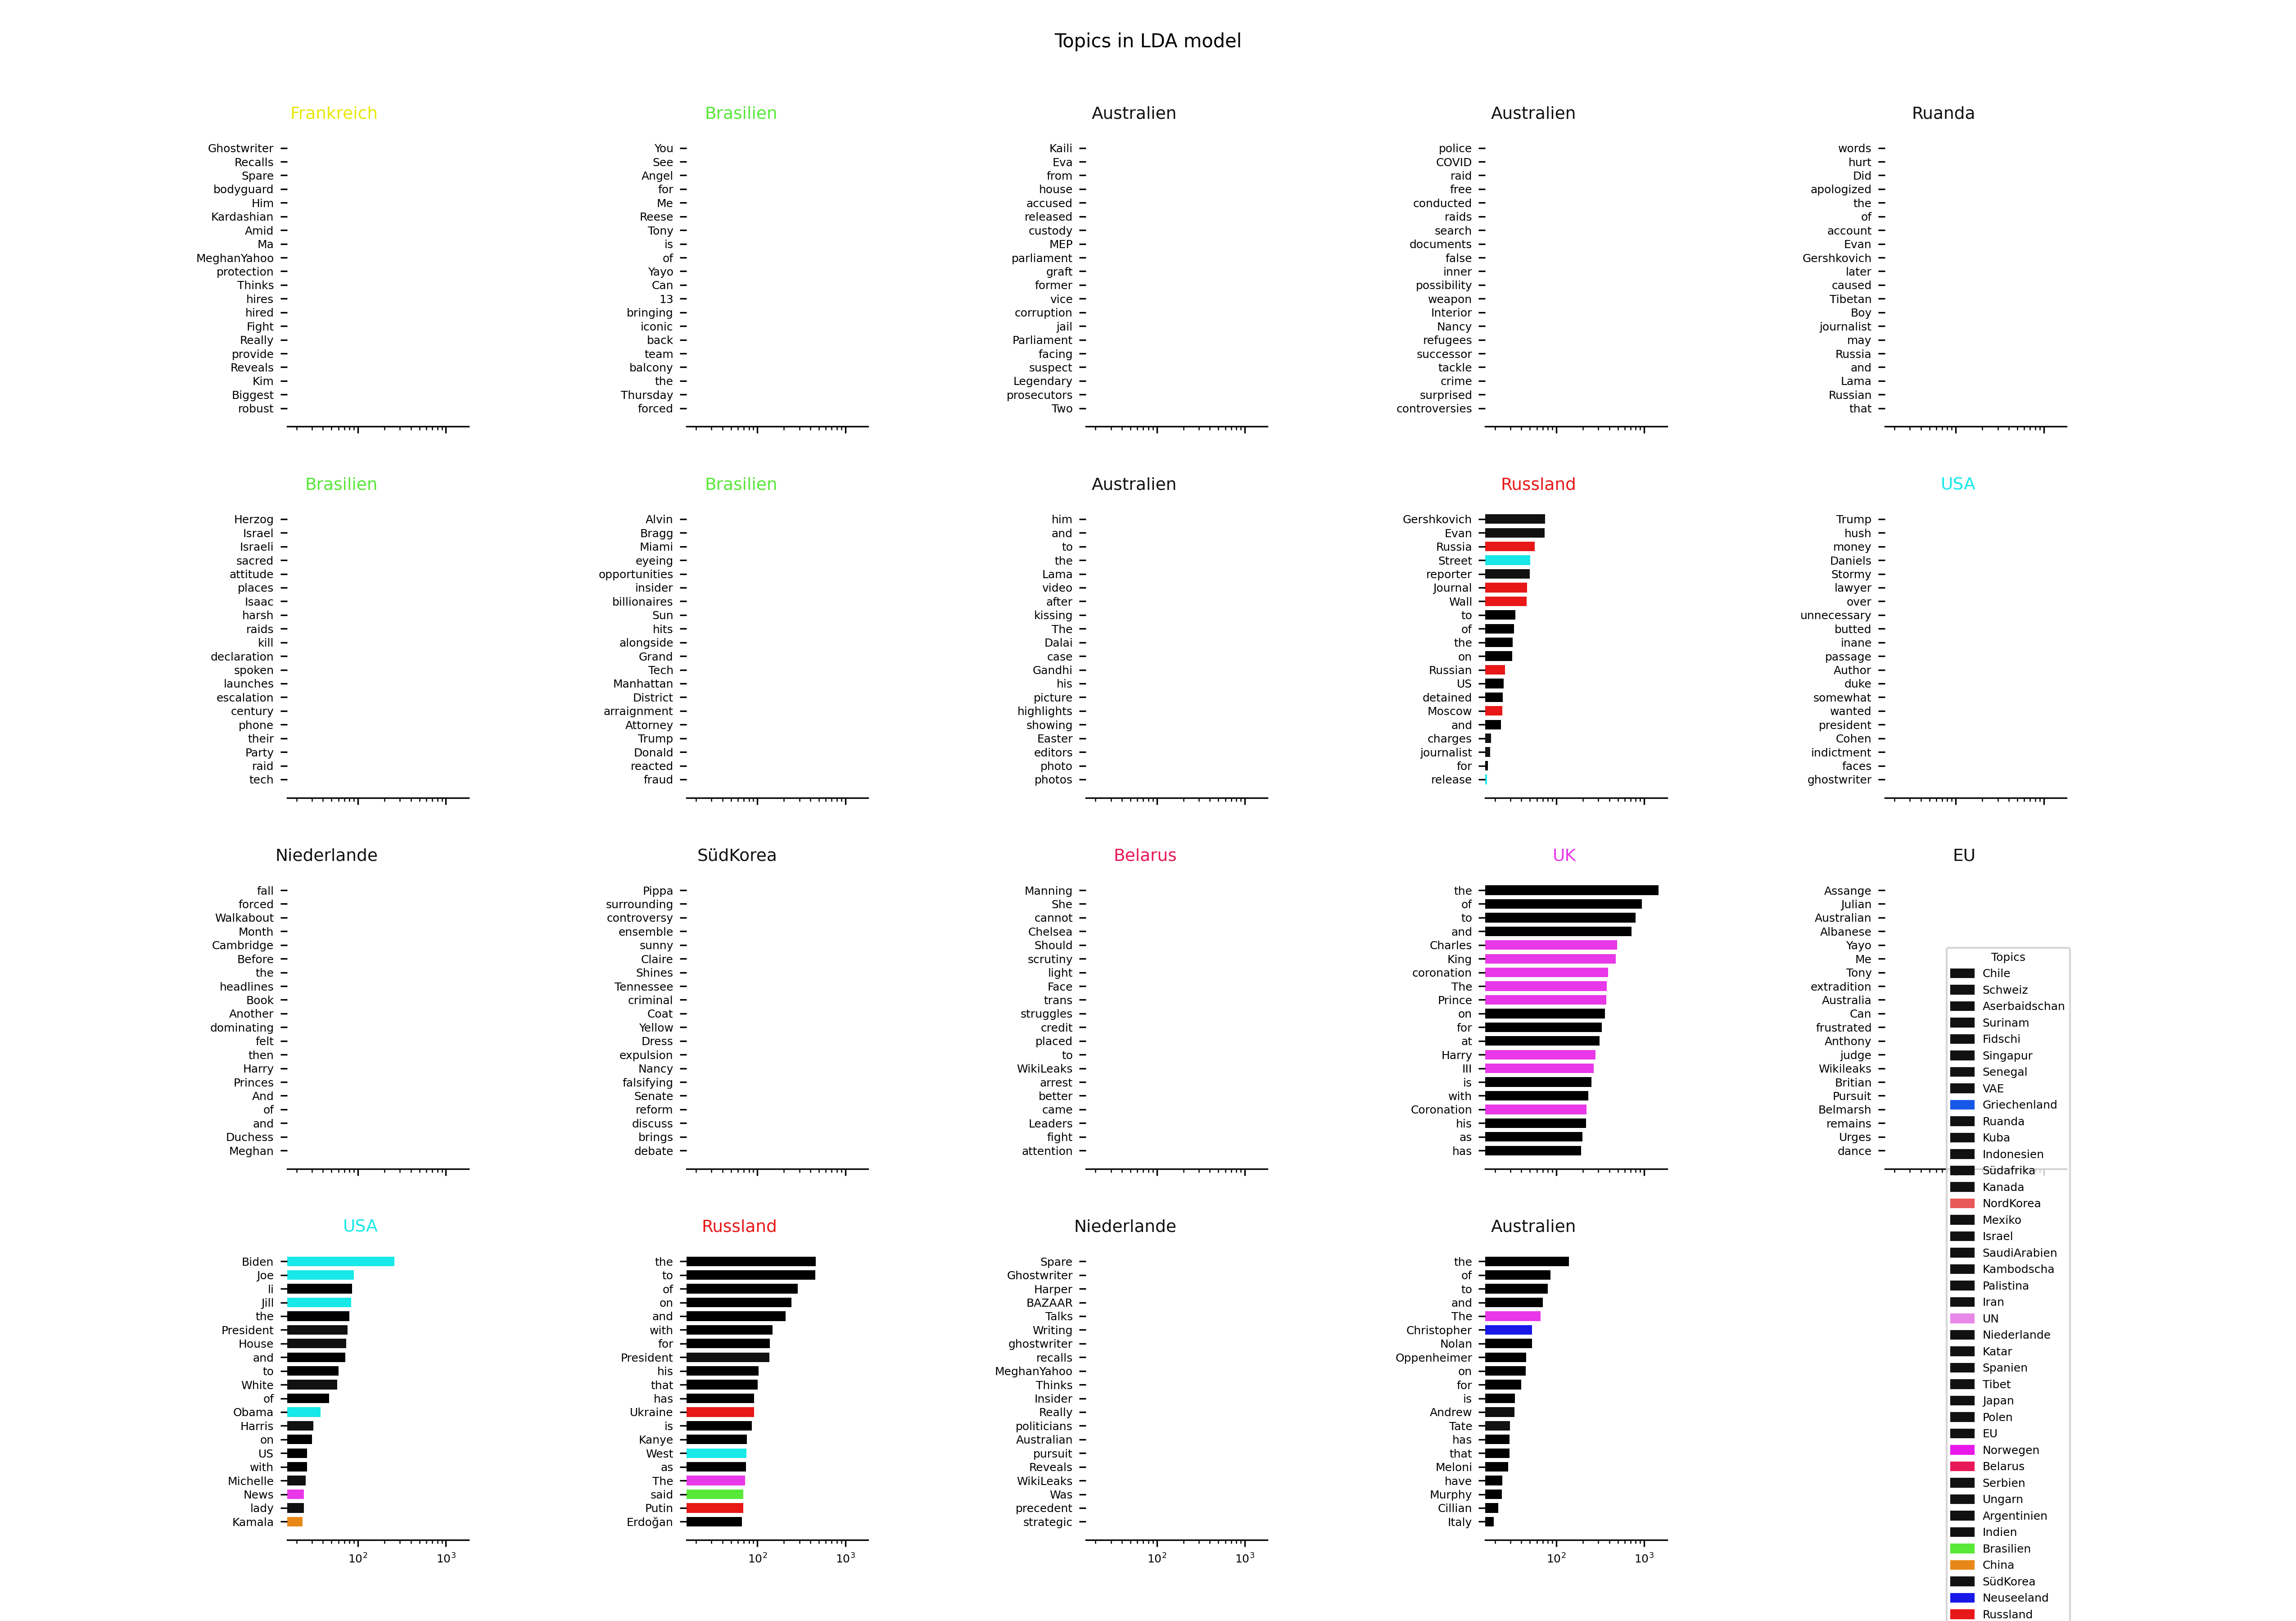 Topics in LDA model
Frankreich
Ghostwriter
Recalls
Spare
bodyguard
Him
Kardashian
Amid
Ma
MeghanYahoo
protection
Thinks
hires
hired
Fight
Really
provide
Reveals
Kim
Biggest
robust
Brasilien
You
See
Angel
for
Me
Reese
Tony
is
of
Yayo
Can
13
bringing
iconic
back
team
balcony
the
Thursday
forced
Australien
Kaili
Eva
from
house
accused
released
custody
MEP
parliament
graft
former
vice
corruption
jail
Parliament
facing
suspect
Legendary
prosecutors
Two
Australien
police
COVID
raid
free
conducted
raids
search
documents
false
inner
possibility
weapon
Interior
Nancy
refugees
successor
tackle
crime
surprised
controversies
Ruanda
words
hurt
Did
apologized
the
of
account
Evan
Gershkovich
later
caused
Tibetan
Boy
journalist
may
Russia
and
Lama
Russian
that
Brasilien
Herzog
Israel
Israeli
sacred
attitude
places
Isaac
harsh
raids
kill
declaration
spoken
launches
escalation
century
phone
their
Party
raid
tech
Brasilien
Alvin
Bragg
Miami
eyeing
opportunities
insider
billionaires
Sun
hits
alongside
Grand
Tech
Manhattan
District
arraignment
Attorney
Trump
Donald
reacted
fraud
Australien
him
and
to
the
Lama
video
after
kissing
The
Dalai
case
Gandhi
his
picture
highlights
showing
Easter
editors
photo
photos
Russland
Gershkovich
Evan
Russia
Street
reporter
Journal
Wall
to
of
the
on
Russian
US
detained
Moscow
and
charges
journalist
for
release
USA
Trump
hush
money
Daniels
Stormy
lawyer
over
unnecessary
butted
inane
passage
Author
duke
somewhat
wanted
president
Cohen
indictment
faces
ghostwriter
Niederlande
fall
forced
Walkabout
Month
Cambridge
Before
the
headlines
Book
Another
dominating
felt
then
Harry
Princes
And
of
and
Duchess
Meghan
SüdKorea
Pippa
surrounding
controversy
ensemble
sunny
Claire
Shines
Tennessee
criminal
Coat
Yellow
Dress
expulsion
Nancy
falsifying
Senate
reform
discuss
brings
debate
Belarus
Manning
She
cannot
Chelsea
Should
scrutiny
light
Face
trans
struggles
credit
placed
to
WikiLeaks
arrest
better
came
Leaders
fight
attention
UK
the
of
to
and
Charles
King
coronation
The
Prince
on
for
at
Harry
III
is
with
Coronation
his
as
has
EU
Assange
Julian
Australian
Albanese
Yayo
Me
Tony
extradition
Australia
Can
frustrated
Anthony
judge
Wikileaks
Britian
Pursuit
Belmarsh
remains
Urges
dance
USA
Biden
Joe
li
Jill
the
President
House
and
to
White
of
Obama
Harris
on
US
with
Michelle
News
lady
Kamala
10² 10³
Russland
the
to
of
on
and
with
for
President
his
that
has
Ukraine
is
Kanye
West
as
The
said
Putin
Erdoğan
10² 10³
Niederlande
Spare
Ghostwriter
Harper
BAZAAR
Talks
Writing
ghostwriter
recalls
MeghanYahoo
Thinks
Insider
Really
politicians
Australian
pursuit
Reveals
WikiLeaks
Was
precedent
strategic
10² 10³
Australien
the
of
to
and
The
Christopher
Nolan
Oppenheimer
on
for
is
Andrew
Tate
has
that
Meloni
have
Murphy
Cillian
Italy
10² 10³
Topics
Chile
Schweiz
Aserbaidschan
Surinam
Fidschi
Singapur
Senegal
VAE
Griechenland
Ruanda
Kuba
Indonesien
Südafrika
Kanada
NordKorea
Mexiko
Israel
SaudiArabien
Kambodscha
Palistina
Iran
UN
Niederlande
Katar
Spanien
Tibet
Japan
Polen
EU
Norwegen
Belarus
Serbien
Ungarn
Argentinien
Indien
Brasilien
China
SüdKorea
Neuseeland
Russland